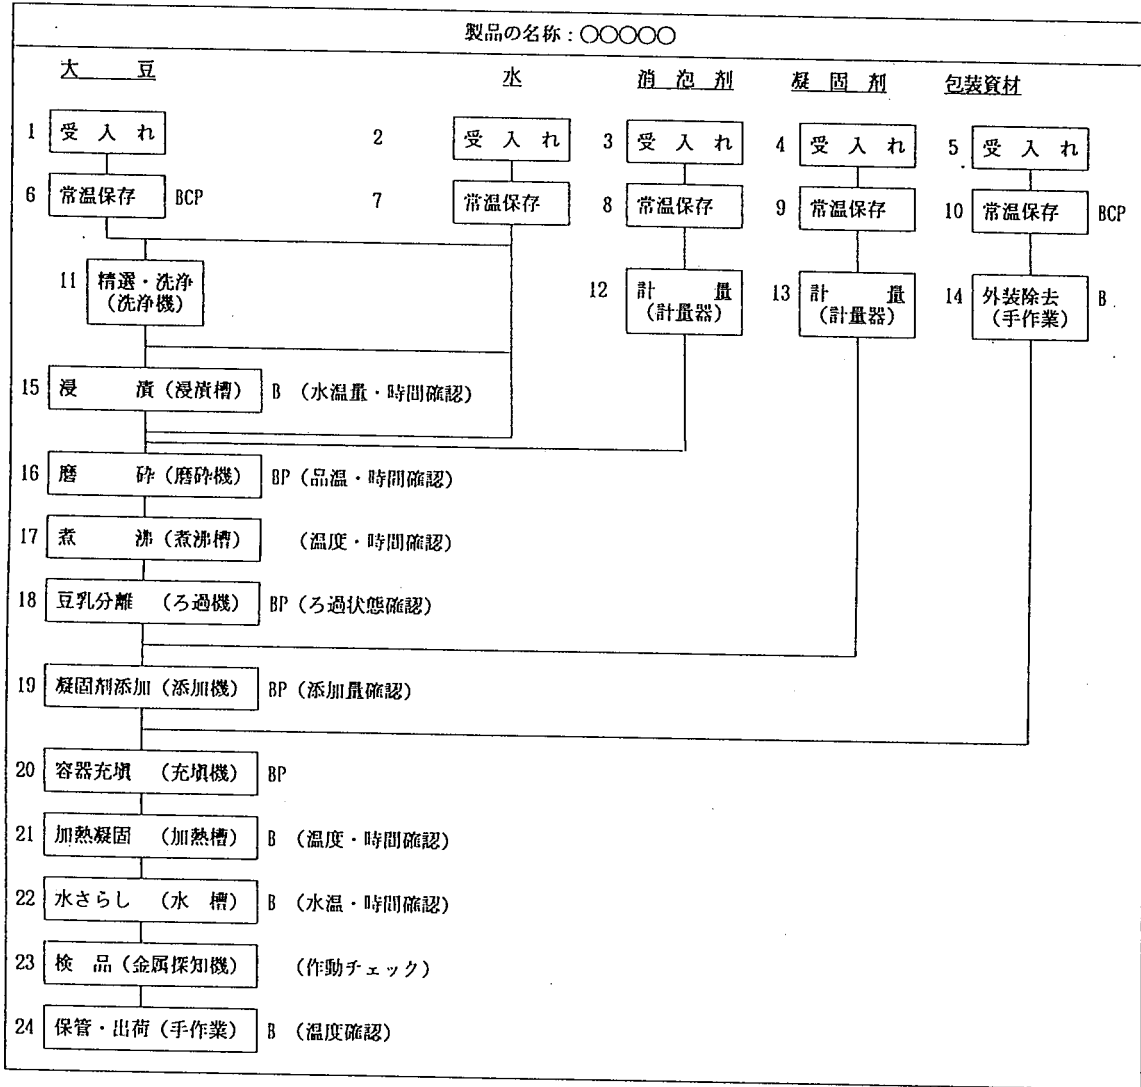 製品の名称:○○○○○
大 豆 水 消 泡 剤 凝 固 剤 包装資材
1 受 入 れ 2 受 入 れ 3 受 入 れ 4 受 入 れ 5 受 入 れ
6 常温保存 BCP 7 常温保存 8 常温保存 9 常温保存 10 常温保存 BCP
11 精選・洗浄 12 計 量 13 計 量 14 外装除去 B
(洗浄機) (計量器) (計量器) (手作業)
15 浸 漬(浸漬槽) B (水温量・時間確認)
16 磨 砕(磨砕機) BP(品温・時間確認)
17 煮 沸(煮沸槽) (温度・時間確認)
18 豆乳分離 (ろ過機) BP(ろ過状態確認)
19 凝固剤添加(添加機) BP(添加量確認)
20 容器充填 (充填機) BP
21 加熱凝固 (加熱槽) B (温度・時間確認)
22 水さらし (水 槽) B (水温・時間確認)
23 検 品(金属探知機) (作動チェック)
24 保管・出荷(手作業) B (温度確認)